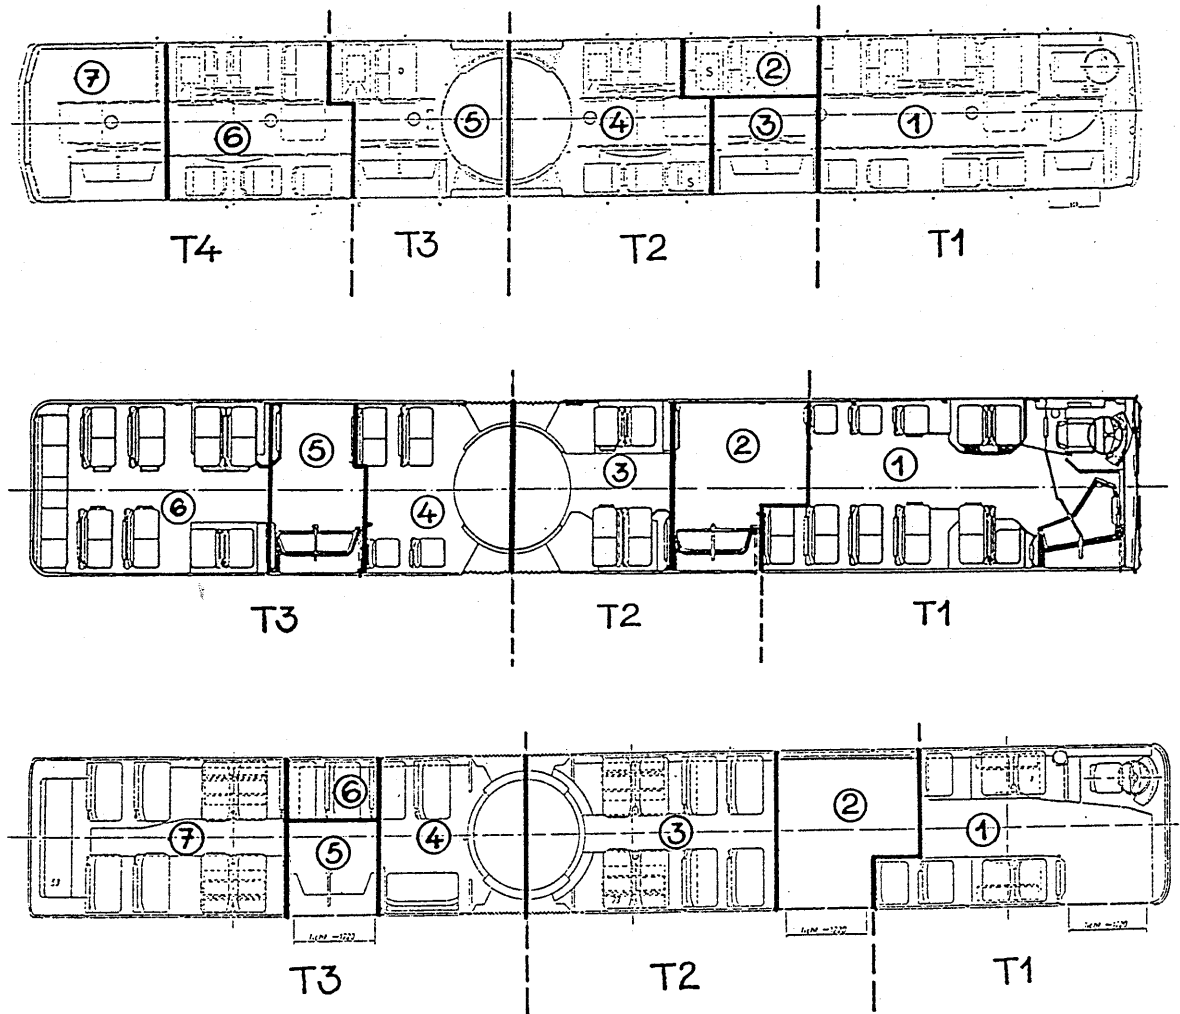 ⑦ ⑥ ⑤ ④ S ② ③ ①
S
T4 T3 T2 T1
⑤ ② ③ ① ⑥ ④
T3 T2 T1
⑥ ② ⑦ ⑤ ④ ③ ①
T3 T2 T1